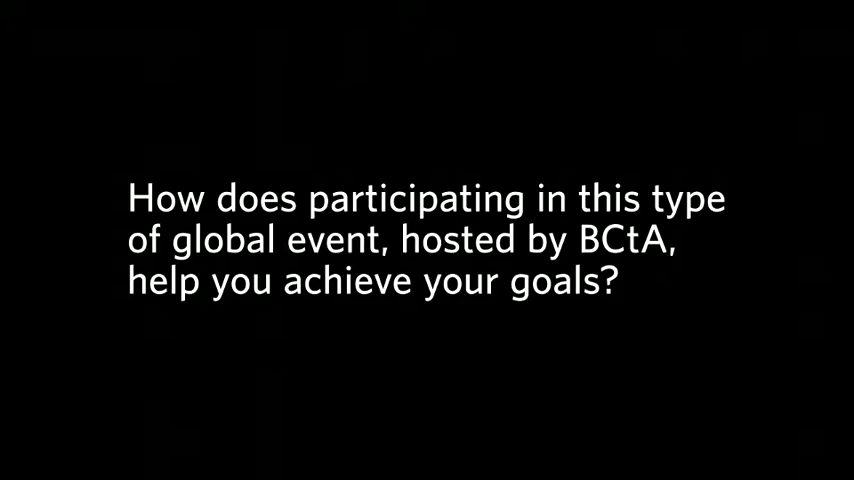 How does participating in this type
of global event, hosted by BCtA,
help you achieve your goals?